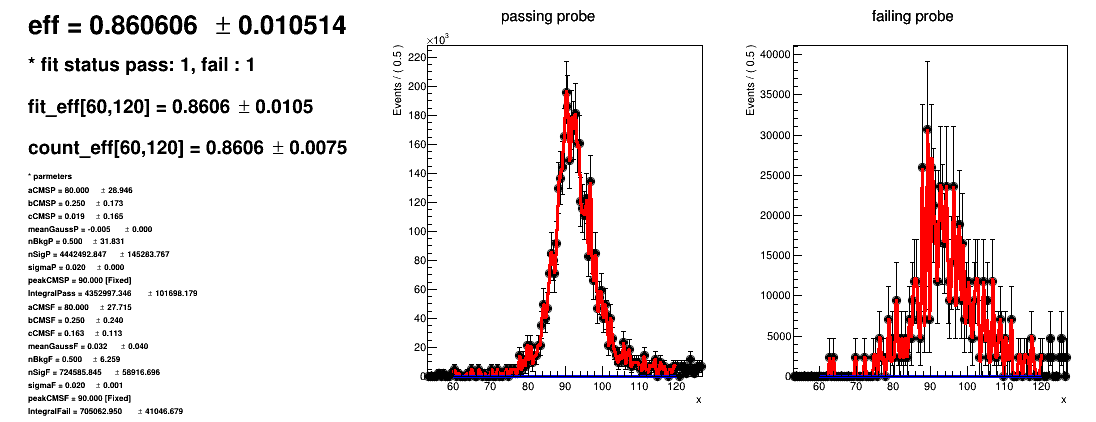 eff = 0.860606 ± 0.010514
* fit status pass: 1, fail : 1
fit_eff[60,120] = 0.8606 ± 0.0105
count_eff[60,120] = 0.8606 ± 0.0075
* parmeters
aCMSP = 80.000 ± 28.946
bCMSP = 0.250 ± 0.173
cCMSP = 0.019 ± 0.165
meanGaussP = -0.005 ± 0.000
nBkgP = 0.500 ± 31.831
nSigP = 4442492.847 ± 145283.767
sigmaP = 0.020 ± 0.000
peakCMSP = 90.000 [Fixed]
IntegralPass = 4352997.346 ± 101698.179
aCMSF = 80.000 ± 27.715
bCMSF = 0.250 ± 0.240
cCMSF = 0.163 ± 0.113
meanGaussF = 0.032 ± 0.040
nBkgF = 0.500 ± 6.259
nSigF = 724585.845 ± 58916.696
sigmaF = 0.020 ± 0.001
peakCMSF = 90.000 [Fixed]
IntegralFail = 705062.950 ± 41046.679
passing probe
×10³
Events / ( 0.5 )
220
200
180
160
140
120
100
80
60
40
20
0
60 70 80 90 100 110 120
x
failing probe
Events / ( 0.5 )
40000
35000
30000
25000
20000
15000
10000
5000
0
60 70 80 90 100 110 120
x